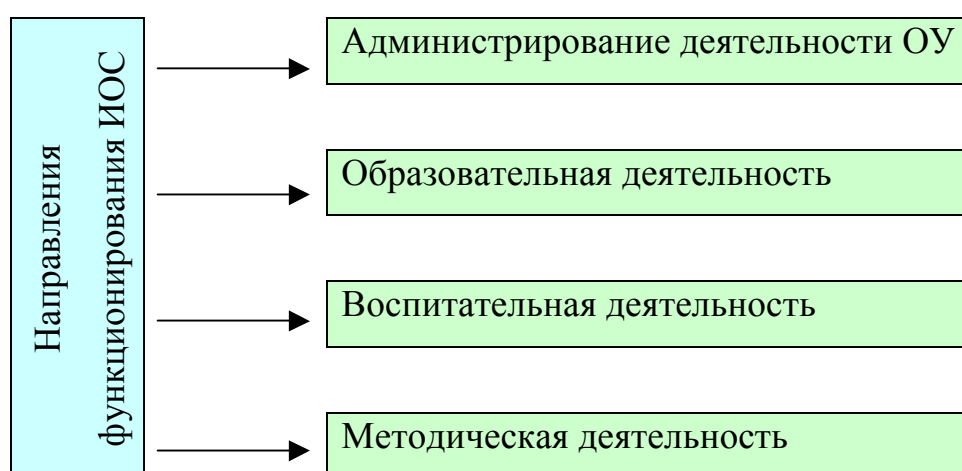 Направления
функционирования ИОС
Администрирование деятельности ОУ
Образовательная деятельность
Воспитательная деятельность
Методическая деятельность